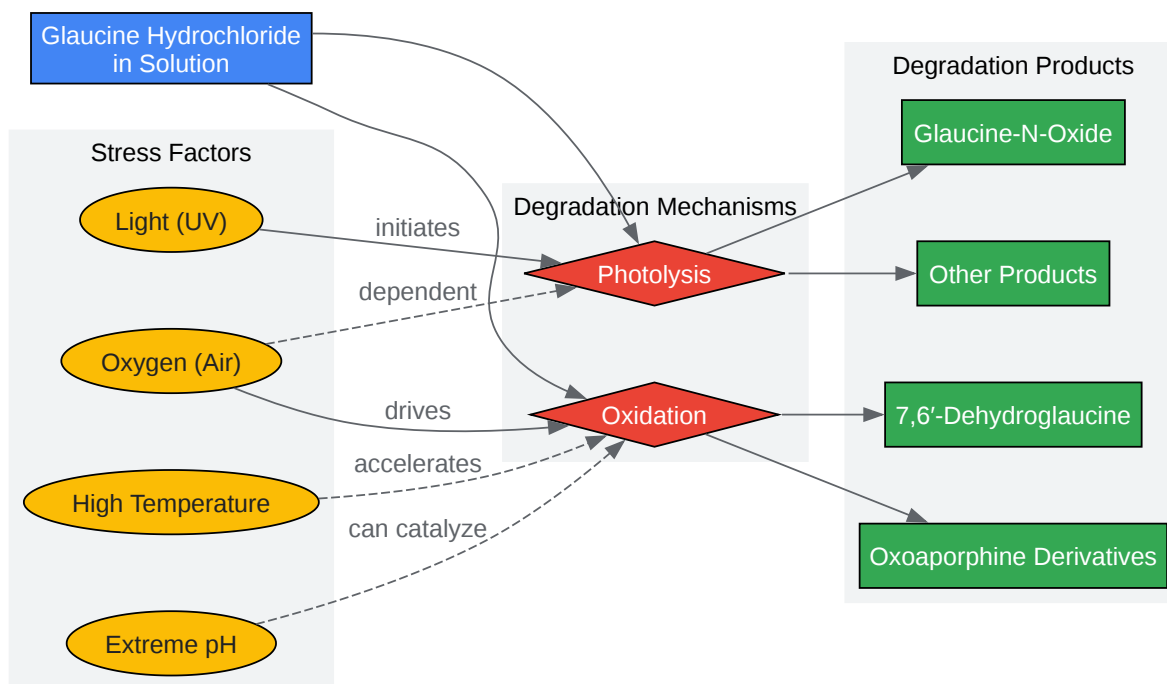 Glaucine Hydrochloride
in Solution
Stress Factors
Light (UV)
Oxygen (Air)
High Temperature
Extreme pH
initiates
dependent
drives
accelerates
can catalyze
Degradation Mechanisms
Photolysis
Oxidation
Degradation Products
Glaucine-N-Oxide
Other Products
7,6′-Dehydroglaucine
Oxoaporphine Derivatives